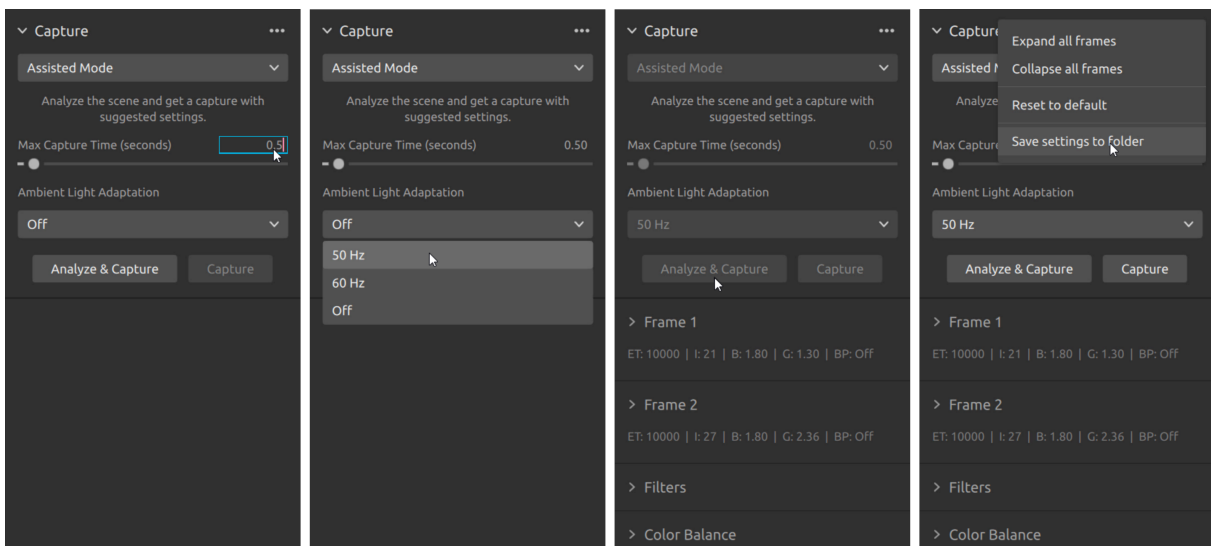 Capture
Assisted Mode
Analyze the scene and get a capture with
suggested settings.
Max Capture Time (seconds) 0.5
Ambient Light Adaptation
Off
Analyze & Capture Capture
Capture
Assisted Mode
Analyze the scene and get a capture with
suggested settings.
Max Capture Time (seconds) 0.50
Ambient Light Adaptation
Off
50 Hz
60 Hz
Off
Capture
Assisted Mode
Analyze the scene and get a capture with
suggested settings.
Max Capture Time (seconds) 0.50
Ambient Light Adaptation
50 Hz
Analyze & Capture Capture
Frame 1
ET: 10000 | I: 21 | B: 1.80 | G: 1.30 | BP: Off
Frame 2
ET: 10000 | I: 27 | B: 1.80 | G: 2.36 | BP: Off
Filters
Color Balance
Capture
Expand all frames
Assisted M
Collapse all frames
Analyze
Reset to default
Max Capture
Save settings to folder
Ambient Light Adaptation
50 Hz
Analyze & Capture Capture
Frame 1
ET: 10000 | I: 21 | B: 1.80 | G: 1.30 | BP: Off
Frame 2
ET: 10000 | I: 27 | B: 1.80 | G: 2.36 | BP: Off
Filters
Color Balance